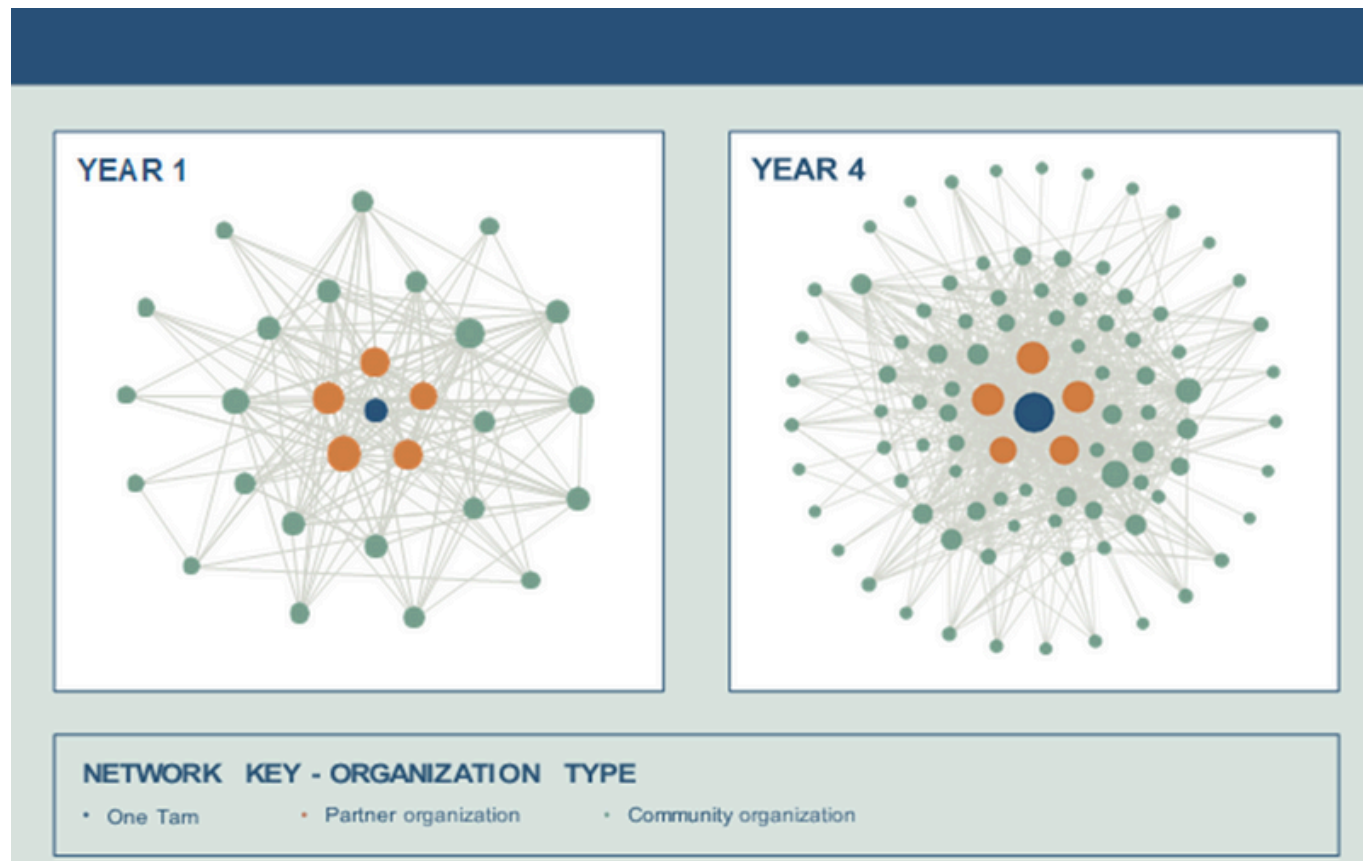 YEAR 1
YEAR 4
NETWORK KEY - ORGANIZATION TYPE
• One Tam
• Partner organization
• Community organization